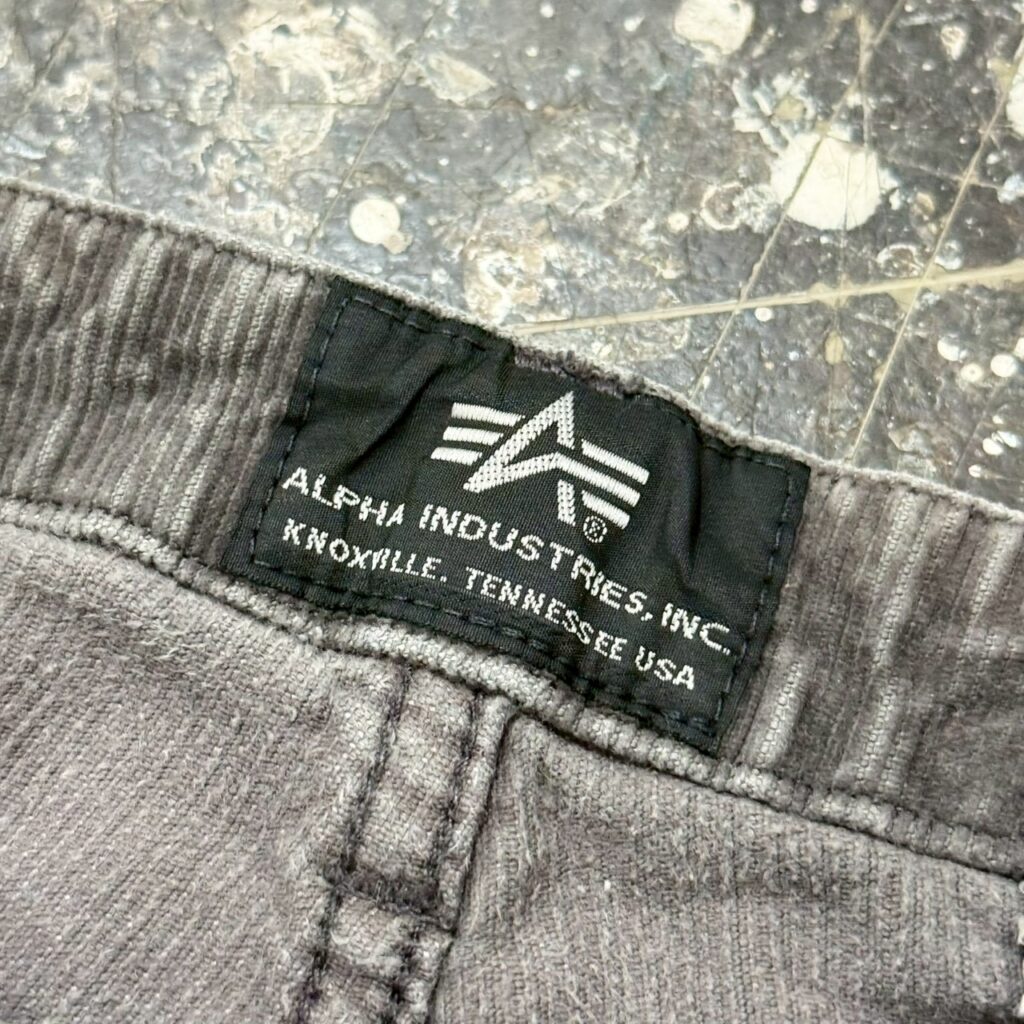 ®
ALPHA INDUSTRIES, INC.
KNOXVILLE, TENNESSEE USA